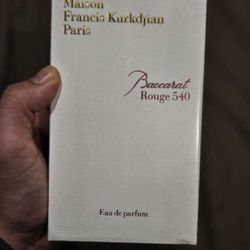 Maison
Francis Kurkdjian
Paris
Baccarat
Rouge 540
Eau de parfum